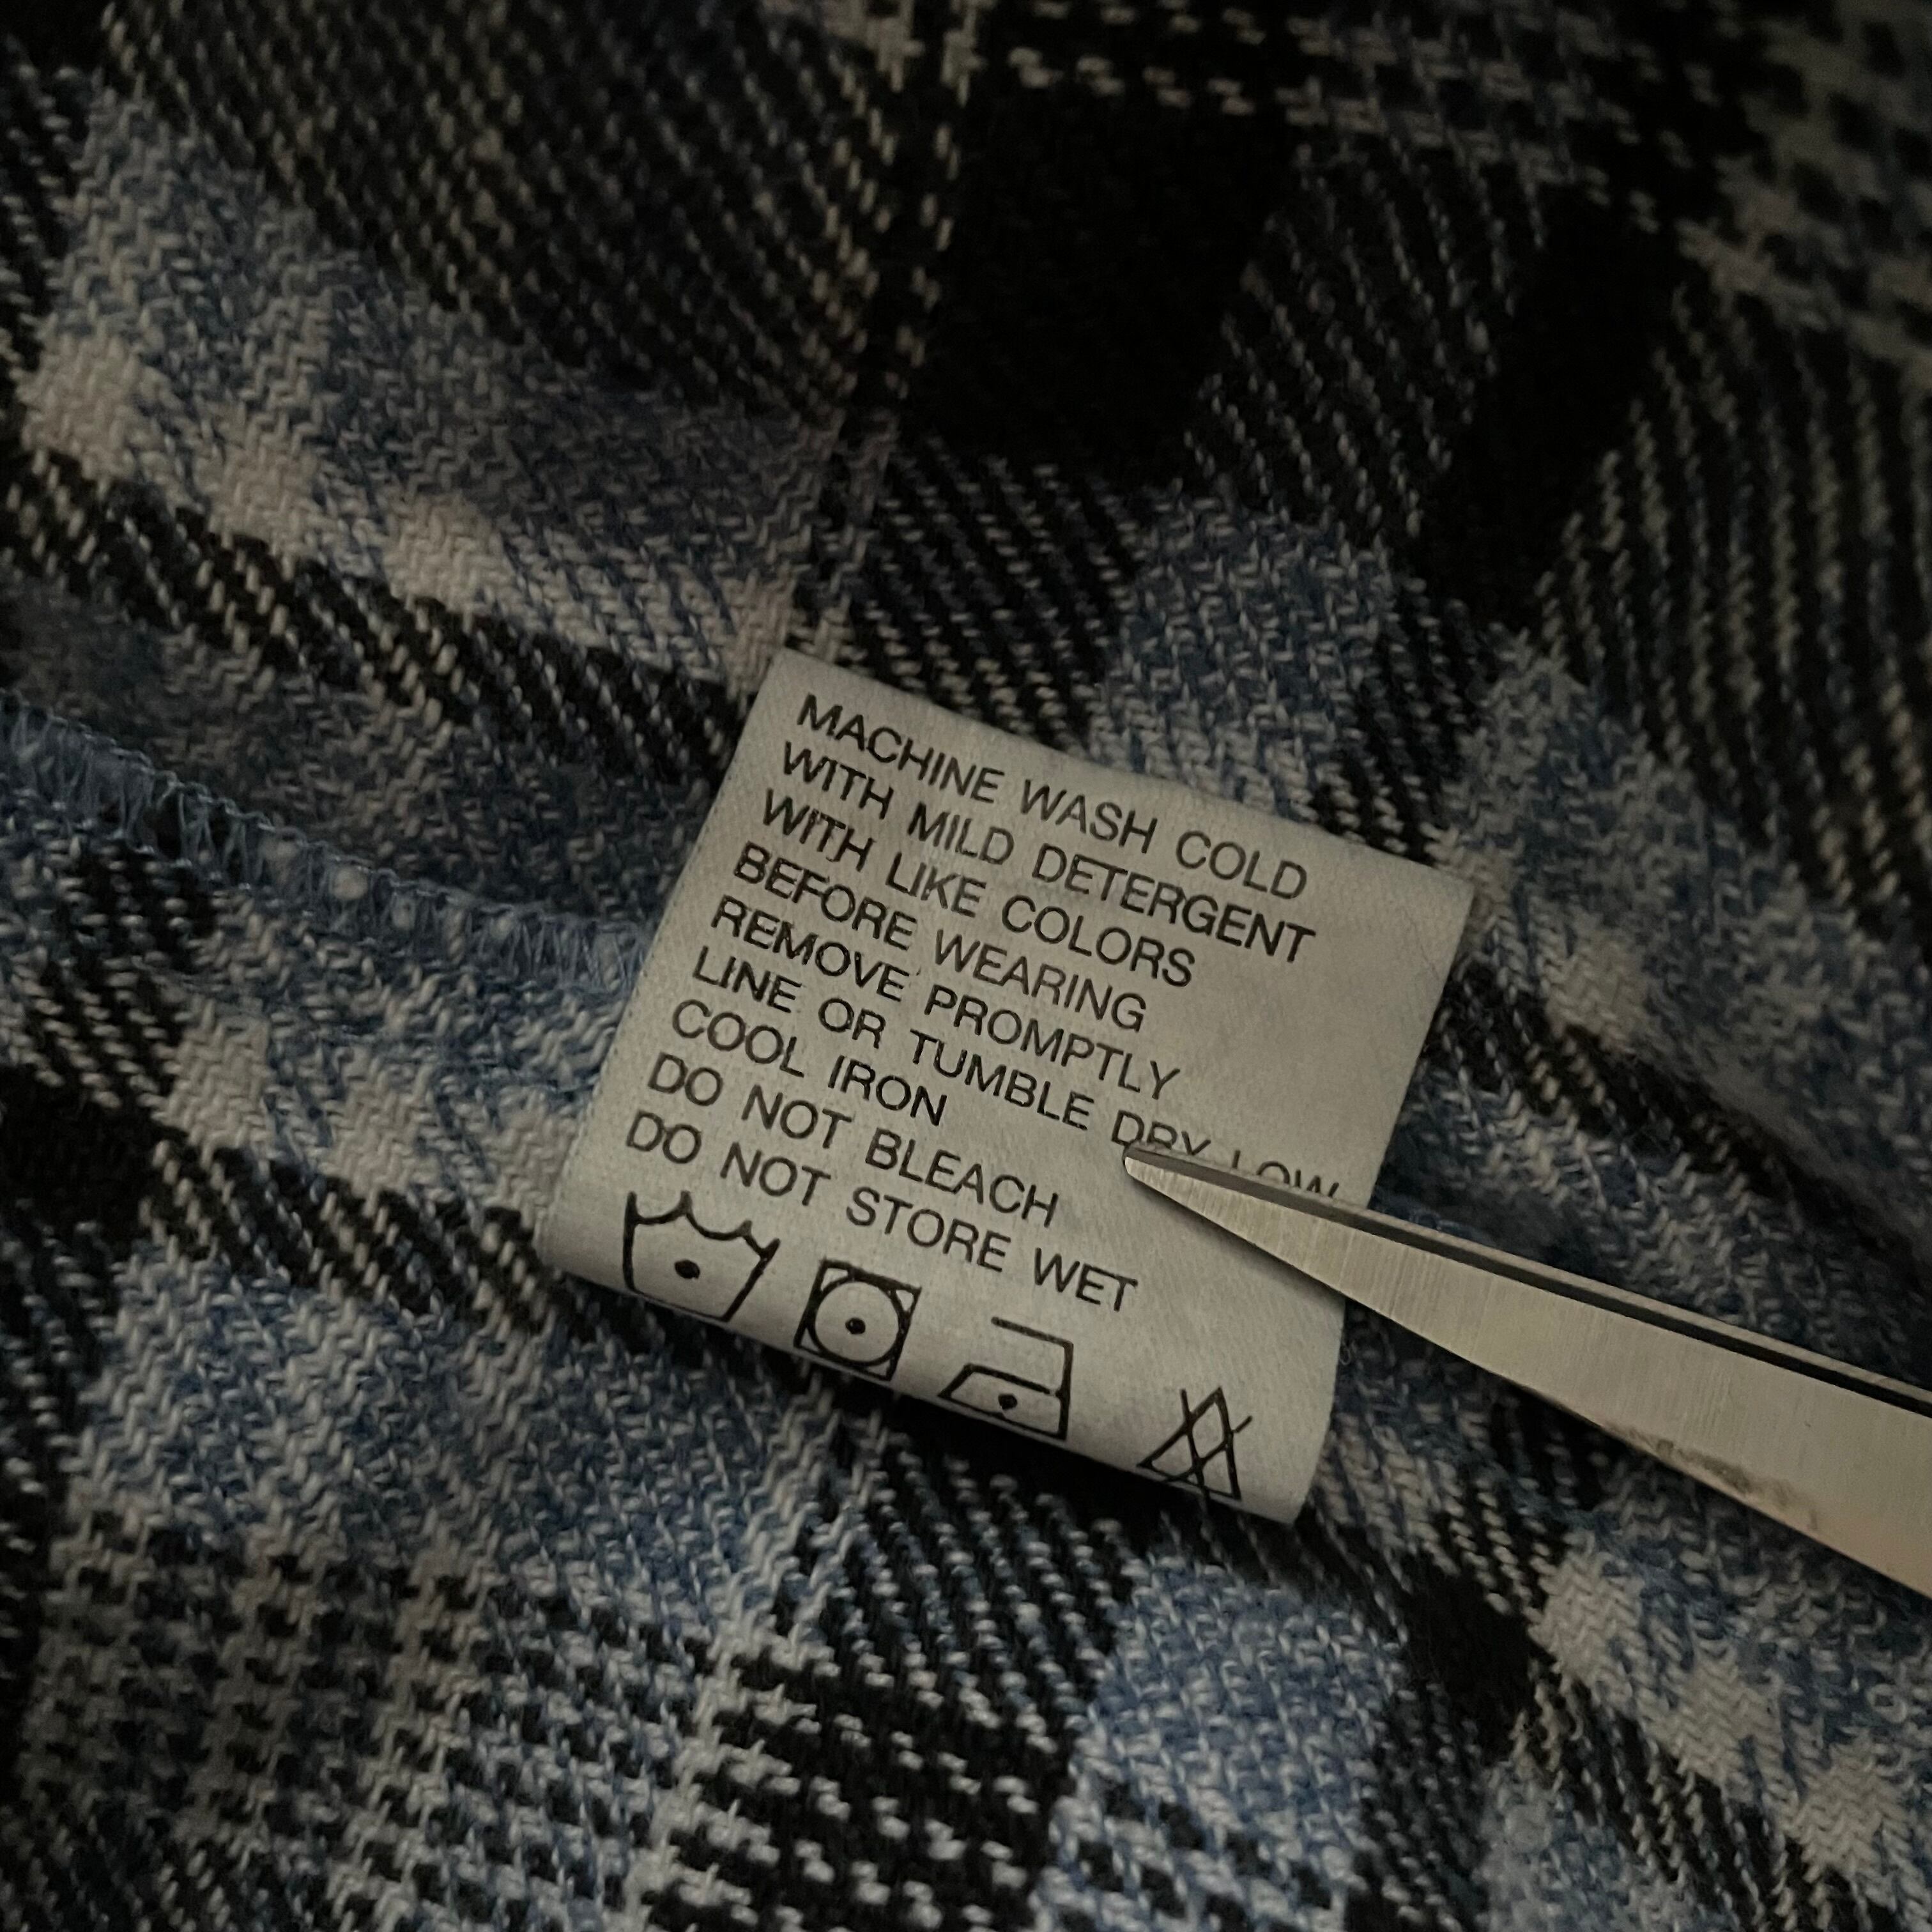 MACHINE WASH COLD
WITH MILD DETERGENT
WITH LIKE COLORS
BEFORE WEARING
REMOVE PROMPTLY
LINE OR TUMBLE DRY LOW
COOL IRON
DO NOT BLEACH
DO NOT STORE WET